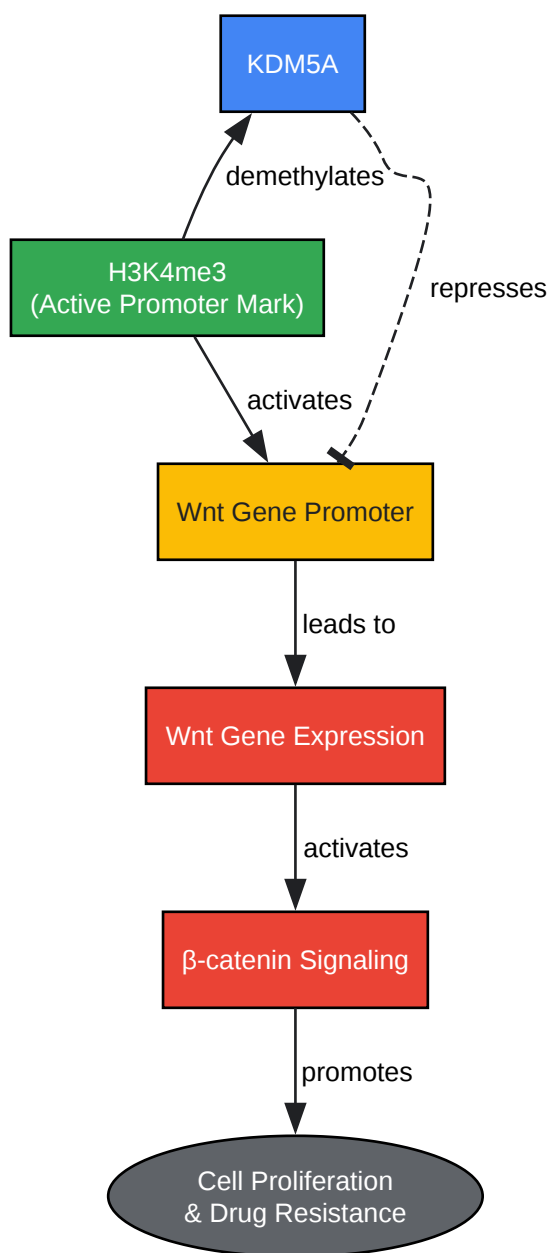 KDM5A
demethylates
H3K4me3
(Active Promoter Mark)
represses
activates
Wnt Gene Promoter
leads to
Wnt Gene Expression
activates
β-catenin Signaling
promotes
Cell Proliferation
& Drug Resistance